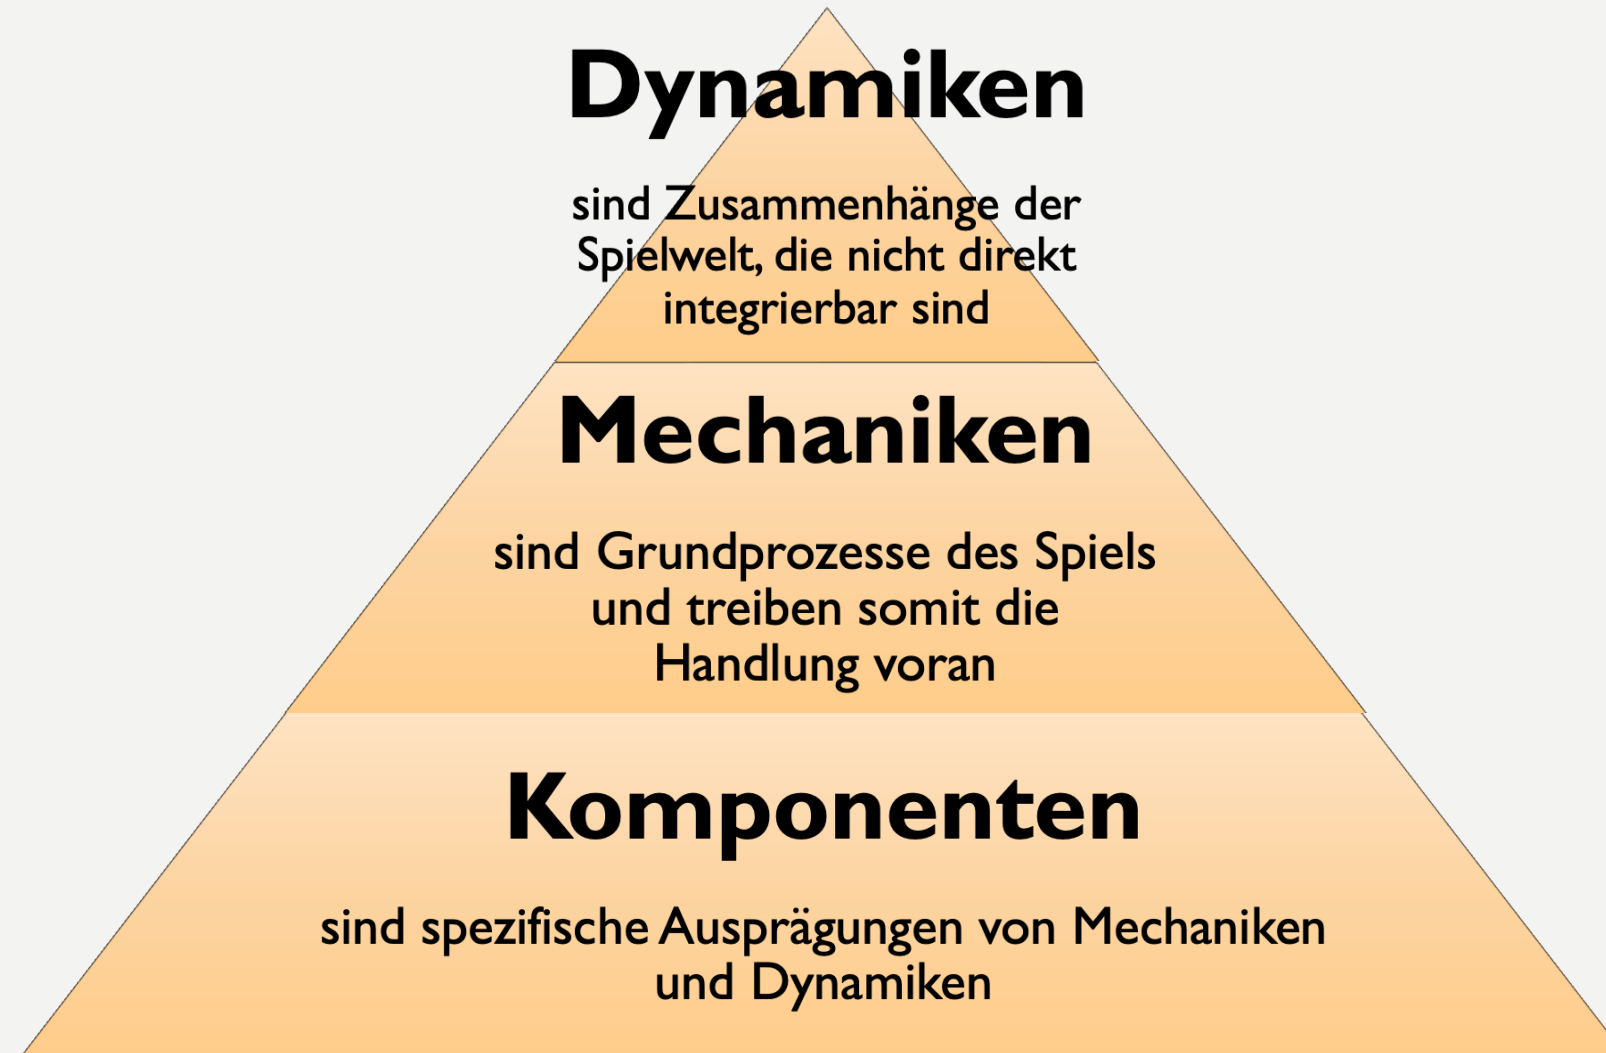 Dynamiken
sind Zusammenhänge der
Spielwelt, die nicht direkt
integrierbar sind
Mechaniken
sind Grundprozesse des Spiels
und treiben somit die
Handlung voran
Komponenten
sind spezifische Ausprägungen von Mechaniken
und Dynamiken